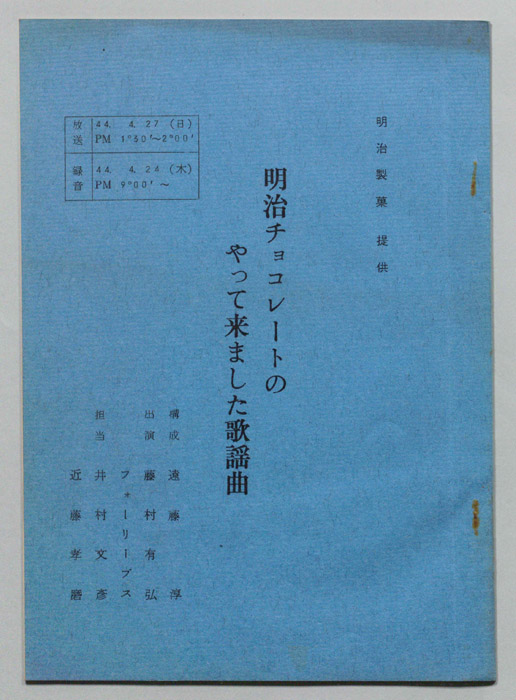 明治製菓提供
明治チョコレートの
やって来ました歌謡曲
放送 44. 4. 27 (日)
PM 1°30′～2°00′
録音 44. 4. 24 (木)
PM 9°00′～
構成 遠藤 淳
出演 藤村有弘
フォーリーブス
担当 井村文彦
近藤孝磨